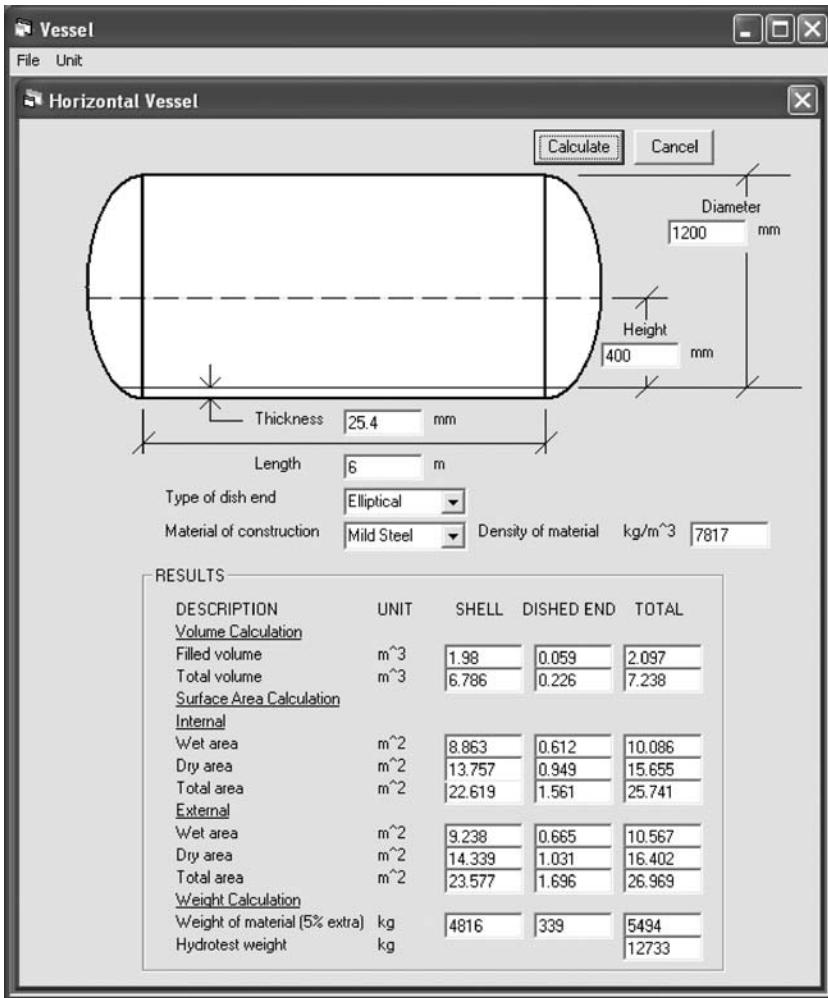 Vessel
File Unit
Horizontal Vessel
Calculate Cancel
Diameter
1200 mm
Height
400 mm
Thickness 25.4 mm
Length 6 m
Type of dish end Elliptical
Material of construction Mild Steel Density of material kg/m^3 7817
RESULTS
DESCRIPTION UNIT SHELL DISHED END TOTAL
Volume Calculation
Filled volume m^3 1.98 0.059 2.097
Total volume m^3 6.786 0.226 7.238
Surface Area Calculation
Internal
Wet area m^2 8.863 0.612 10.086
Dry area m^2 13.757 0.949 15.655
Total area m^2 22.619 1.561 25.741
External
Wet area m^2 9.238 0.665 10.567
Dry area m^2 14.339 1.031 16.402
Total area m^2 23.577 1.696 26.969
Weight Calculation
Weight of material (5% extra) kg 4816 339 5494
Hydrotest weight kg 12733